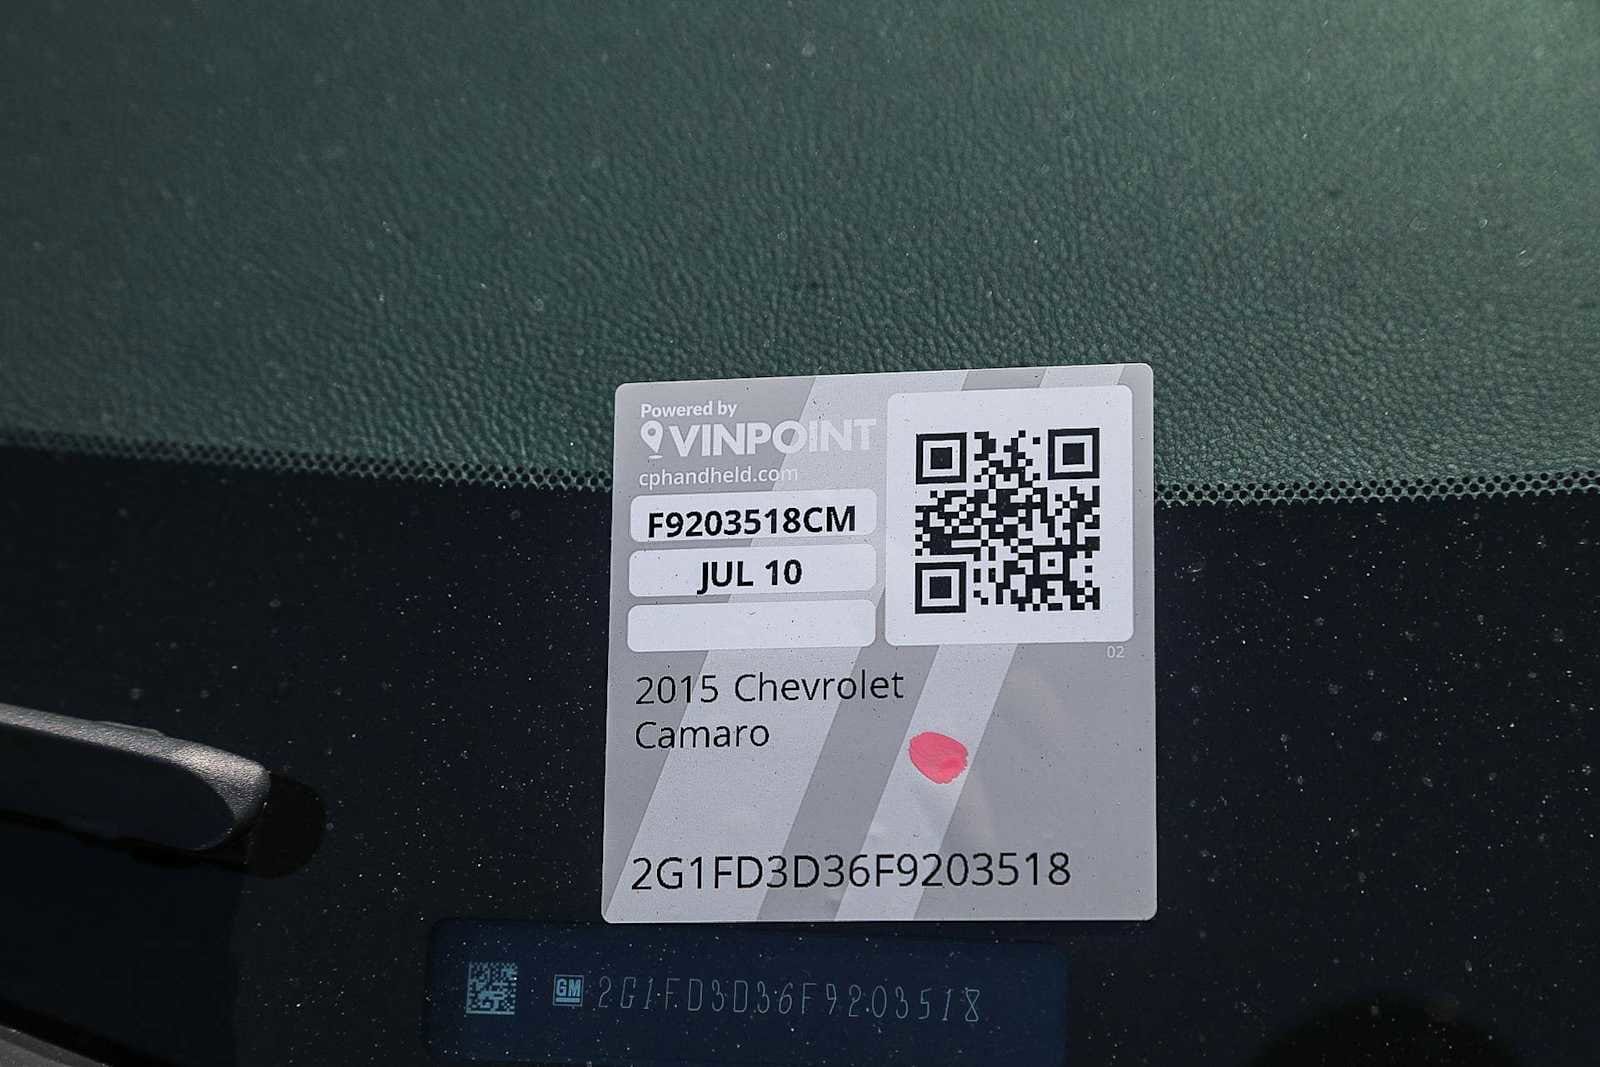 Powered by
VINPOINT
cphandheld.com
F9203518CM
JUL 10
02
2015 Chevrolet
Camaro
2G1FD3D36F9203518
GM 2G1FD3D36F9203518